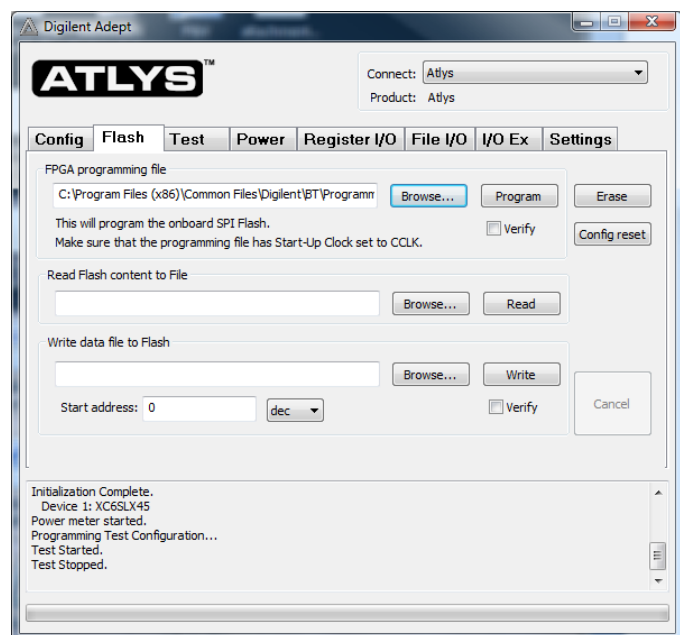 Digilent Adept
ATLYS™
Connect: Atlys
Product: Atlys
Config Flash Test Power Register I/O File I/O I/O Ex Settings
FPGA programming file
C:\Program Files (x86)\Common Files\Digilent\BT\Programm Browse... Program Erase
This will program the onboard SPI Flash. Verify
Make sure that the programming file has Start-Up Clock set to CCLK. Config reset
Read Flash content to File
Browse... Read
Write data file to Flash
Browse... Write
Start address: 0 dec Verify Cancel
Initialization Complete.
Device 1: XC6SLX45
Power meter started.
Programming Test Configuration...
Test Started.
Test Stopped.